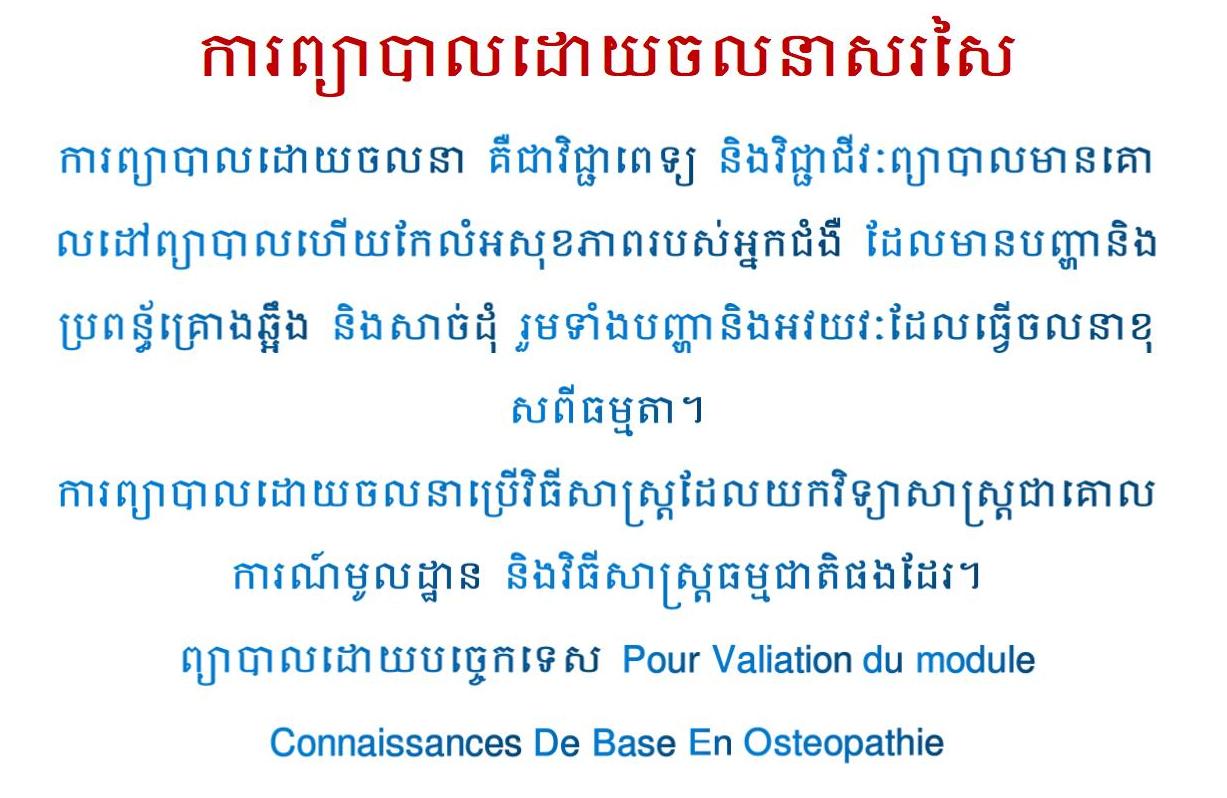 ការព្យាបាលដោយចលនាសរសៃ
ការព្យាបាលដោយចលនា គឺជាវិជ្ជាពេទ្យ និងវិជ្ជាជីវៈព្យាបាលមានគោ
លដៅព្យាបាលហើយកែលំអសុខភាពរបស់អ្នកជំងឺ ដែលមានបញ្ហានិង
ប្រពន្ធ័គ្រោងឆ្អឹង និងសាច់ដុំ រួមទាំងបញ្ហានិងអវយវៈដែលធ្វើចលនាខុ
សពីធម្មតា។
ការព្យាបាលដោយចលនាប្រើវិធីសាស្ត្រដែលយកវិទ្យាសាស្ត្រជាគោល
ការណ៍មូលដ្ឋាន និងវិធីសាស្ត្រធម្មជាតិផងដែរ។
ព្យាបាលដោយបច្ចេកទេស Pour Valiation du module
Connaissances De Base En Osteopathie